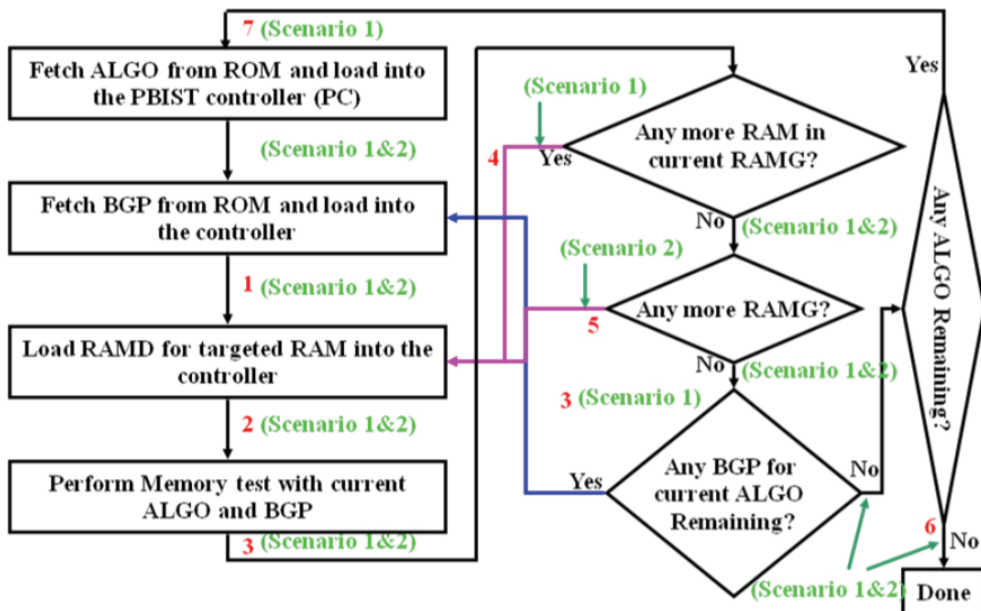 7 (Scenario 1)
Fetch ALGO from ROM and load into
the PBIST controller (PC)
(Scenario 1&2)
Fetch BGP from ROM and load into
the controller
1 (Scenario 1&2)
Load RAMD for targeted RAM into the
controller
2 (Scenario 1&2)
Perform Memory test with current
ALGO and BGP
3 (Scenario 1&2)
(Scenario 1)
4
Yes
Any more RAM in
current RAMG?
No
(Scenario 1&2)
(Scenario 2)
5
Any more RAMG?
No
(Scenario 1&2)
3 (Scenario 1)
Yes
Any BGP for
current ALGO
Remaining?
No
(Scenario 1&2)
Yes
Any ALGO Remaining?
6
No
Done